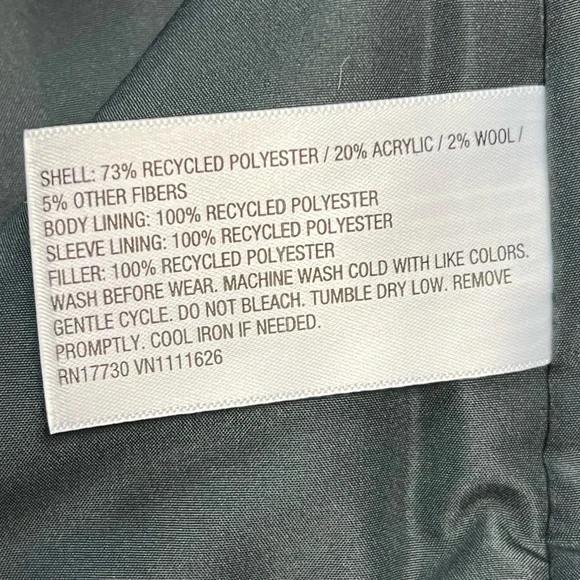 SHELL: 73% RECYCLED POLYESTER / 20% ACRYLIC / 2% WOOL /
5% OTHER FIBERS
BODY LINING: 100% RECYCLED POLYESTER
SLEEVE LINING: 100% RECYCLED POLYESTER
FILLER: 100% RECYCLED POLYESTER
WASH BEFORE WEAR. MACHINE WASH COLD WITH LIKE COLORS.
GENTLE CYCLE. DO NOT BLEACH. TUMBLE DRY LOW. REMOVE
PROMPTLY. COOL IRON IF NEEDED.
RN17730 VN1111626